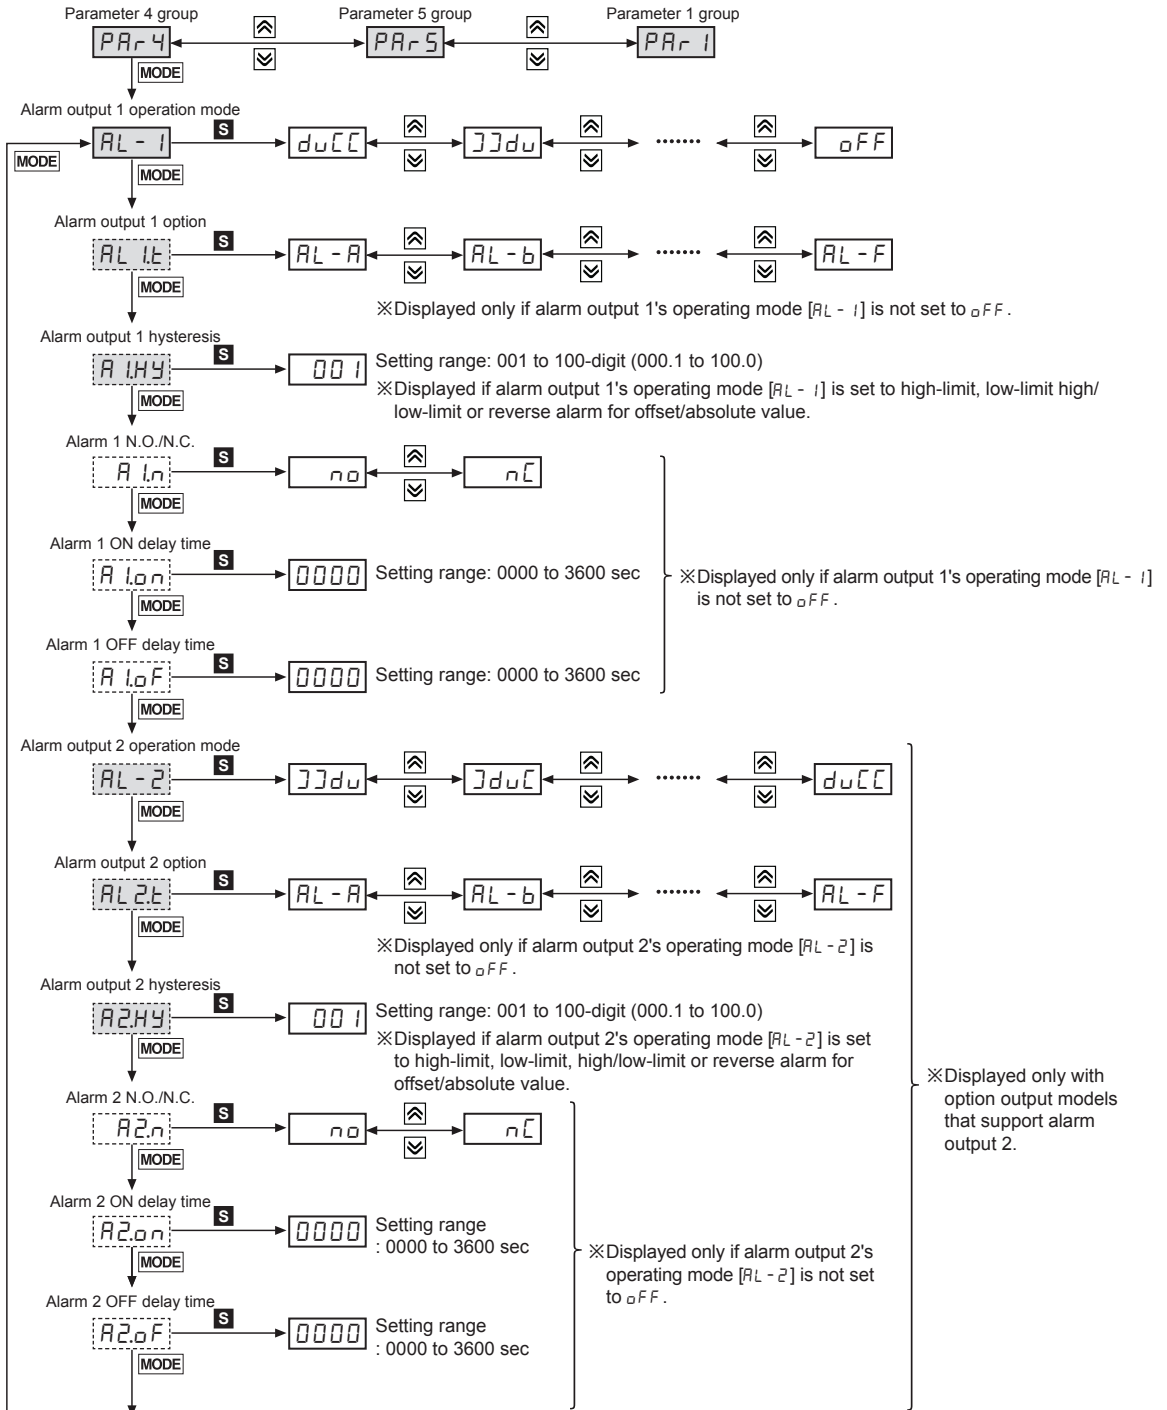 Parameter 4 group Parameter 5 group Parameter 1 group
PAr4 PAr5 PAr1
MODE
Alarm output 1 operation mode
AL-1 S duCC ]]du ······· oFF
MODE
MODE
Alarm output 1 option
AL1.t S AL-A AL-b ······· AL-F
MODE
※Displayed only if alarm output 1's operating mode [AL-1] is not set to oFF.
Alarm output 1 hysteresis
A1.HY S 001 Setting range: 001 to 100-digit (000.1 to 100.0)
MODE
※Displayed if alarm output 1's operating mode [AL-1] is set to high-limit, low-limit high/
low-limit or reverse alarm for offset/absolute value.
Alarm 1 N.O./N.C.
A1.n S no nC
MODE
Alarm 1 ON delay time
A1.on S 0000 Setting range: 0000 to 3600 sec
MODE
※Displayed only if alarm output 1's operating mode [AL-1]
is not set to oFF.
Alarm 1 OFF delay time
A1.oF S 0000 Setting range: 0000 to 3600 sec
MODE
Alarm output 2 operation mode
AL-2 S ]]du ]duC ······· duCC
MODE
Alarm output 2 option
AL2.t S AL-A AL-b ······· AL-F
MODE
※Displayed only if alarm output 2's operating mode [AL-2] is
not set to oFF.
Alarm output 2 hysteresis
A2.HY S 001 Setting range: 001 to 100-digit (000.1 to 100.0)
MODE
※Displayed if alarm output 2's operating mode [AL-2] is set
to high-limit, low-limit, high/low-limit or reverse alarm for
offset/absolute value.
※Displayed only with
option output models
that support alarm
output 2.
Alarm 2 N.O./N.C.
A2.n S no nC
MODE
Alarm 2 ON delay time
A2.on S 0000 Setting range
: 0000 to 3600 sec
MODE
※Displayed only if alarm output 2's
operating mode [AL-2] is not set
to oFF.
Alarm 2 OFF delay time
A2.oF S 0000 Setting range
: 0000 to 3600 sec
MODE